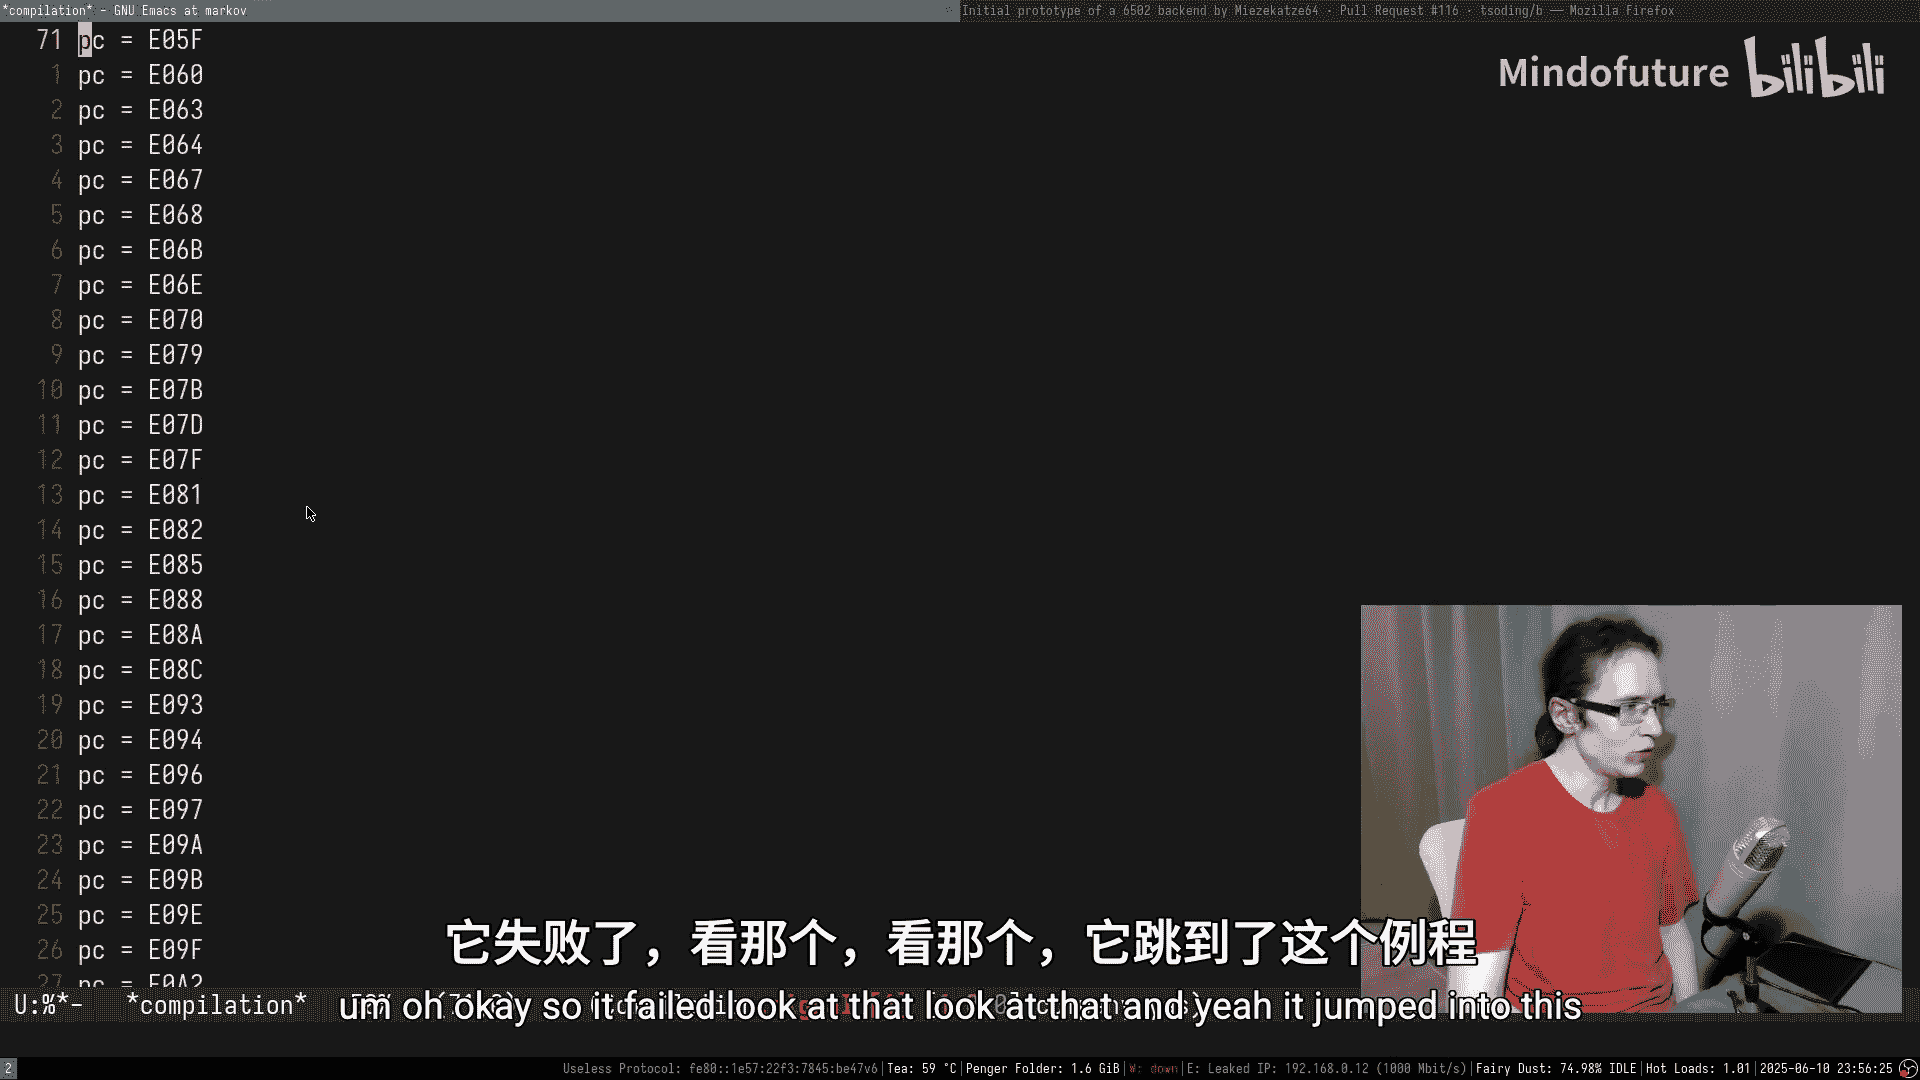 *compilation* - GNU Emacs at markov
Initial prototype of a 6502 backend by Miezekatze64 · Pull Request #116 · tsoding/b — Mozilla Firefox
Mindofuture bilibili
71 pc = E05F
1 pc = E060
2 pc = E063
3 pc = E064
4 pc = E067
5 pc = E068
6 pc = E06B
7 pc = E06E
8 pc = E070
9 pc = E079
10 pc = E07B
11 pc = E07D
12 pc = E07F
13 pc = E081
14 pc = E082
15 pc = E085
16 pc = E088
17 pc = E08A
18 pc = E08C
19 pc = E093
20 pc = E094
21 pc = E096
22 pc = E097
23 pc = E09A
24 pc = E09B
25 pc = E09E
26 pc = E09F
27 pc = E0A2
它失败了，看那个，看那个，它跳到了这个例程
U:%*- *compilation*
um oh okay so it failed look at that look at that and yeah it jumped into this
2
Useless Protocol: fe80::1e57:22f3:7845:be47v6|Tea: 59 °C|Penger Folder: 1.6 GiB|W: down|E: Leaked IP: 192.168.0.12 (1000 Mbit/s)|Fairy Dust: 74.98% IDLE|Hot Loads: 1.01|2025-06-10 23:56:25